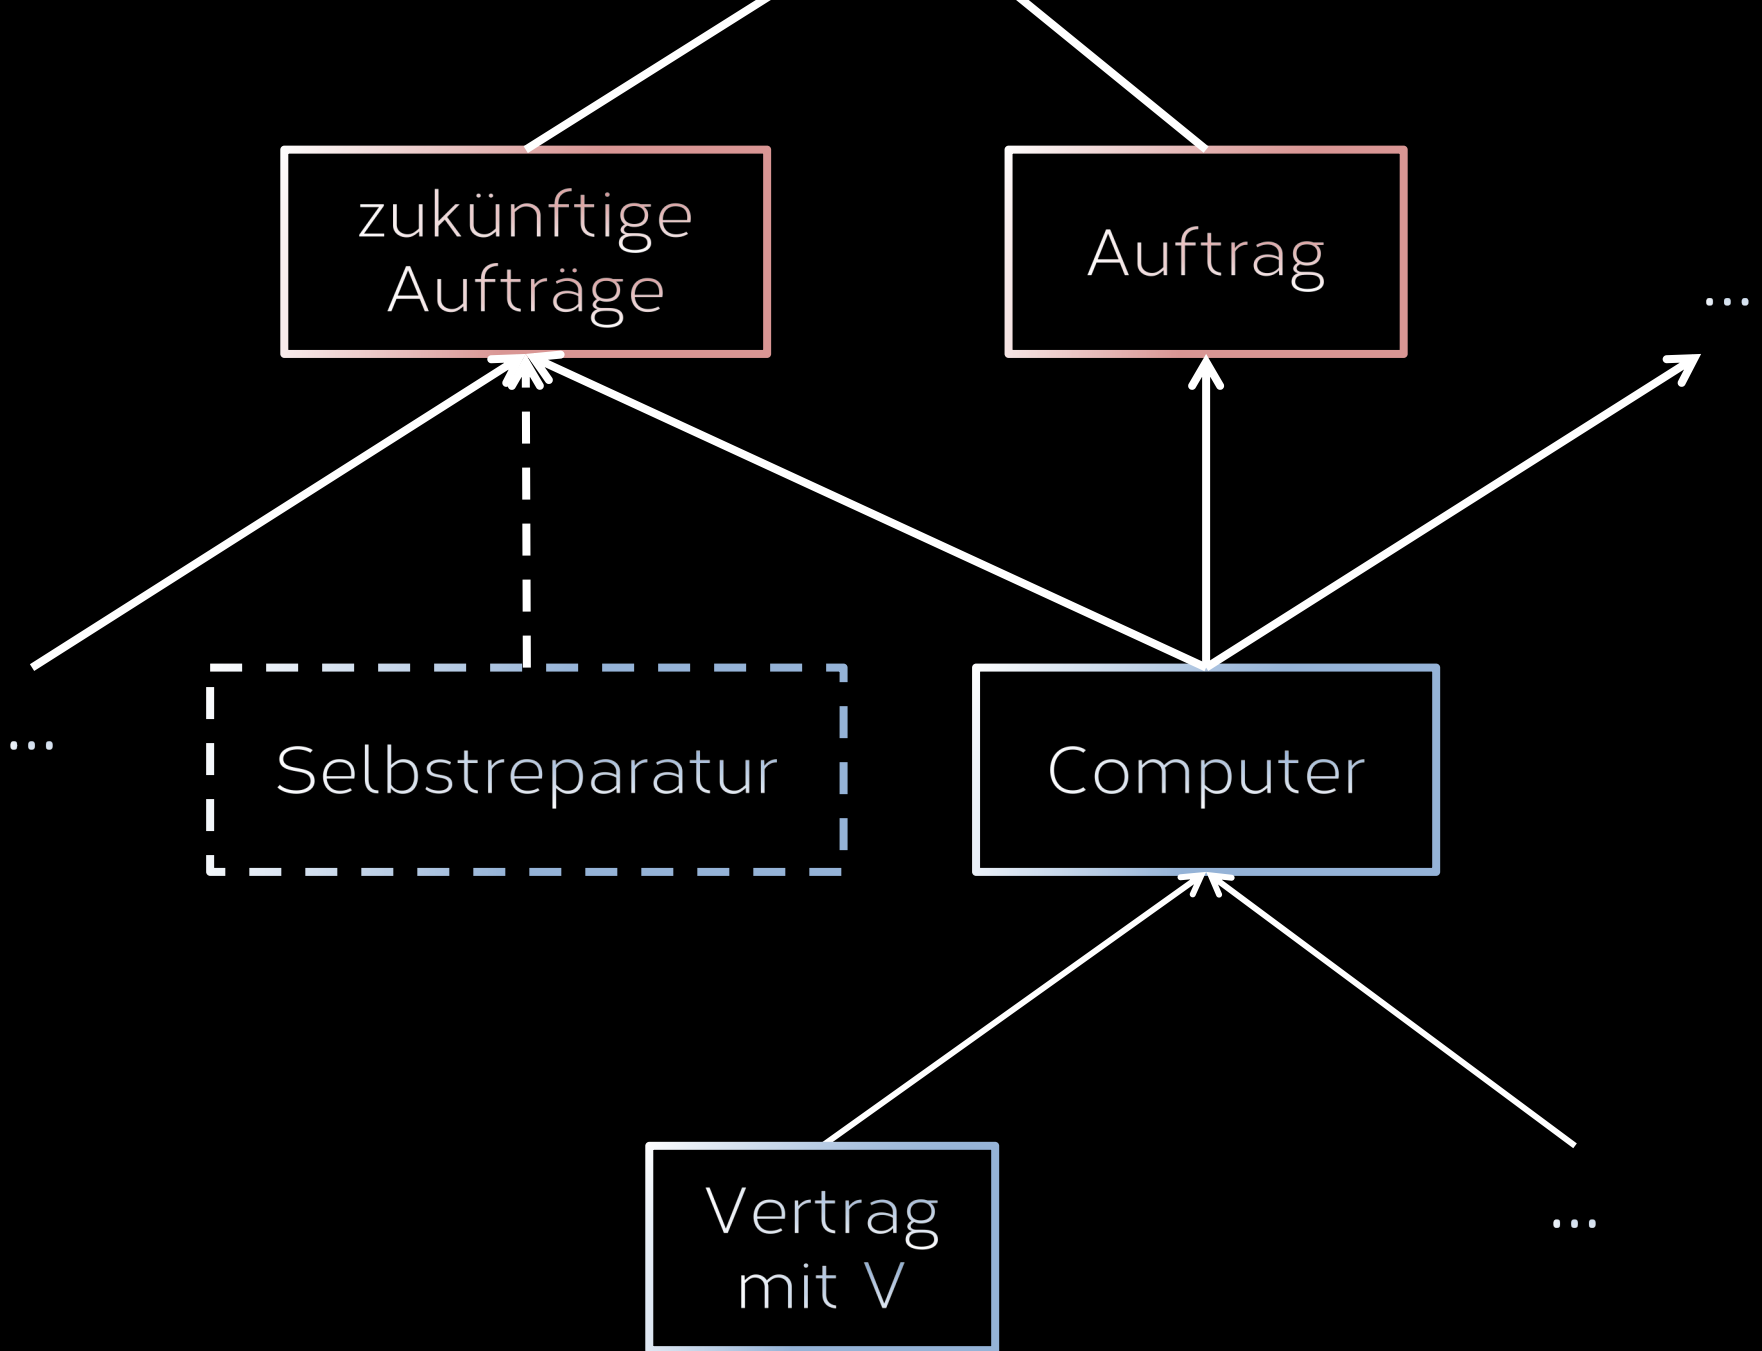 zukünftige
Aufträge
Auftrag
...
...
Selbstreparatur
Computer
Vertrag
mit V
...